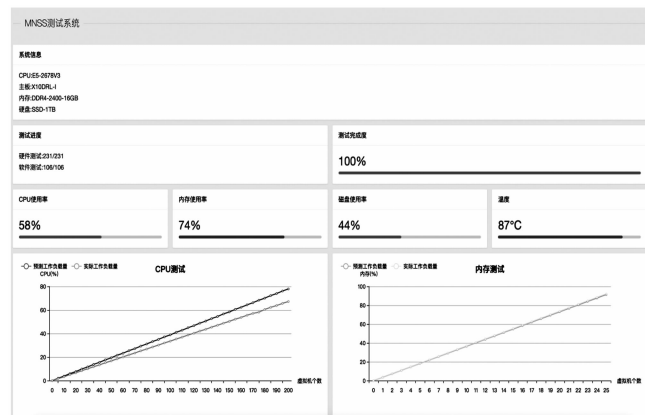 MNSS测试系统
系统信息
CPU:E5-2678V3
主板:X10DRL-I
内存:DDR4-2400-16GB
硬盘:SSD-1TB
测试进度
硬件测试:231/231
软件测试:106/106
测试完成度
100%
CPU使用率
58%
内存使用率
74%
磁盘使用率
44%
温度
87°C
预测工作负载量 实际工作负载量
CPU(%)
CPU测试
80
60
40
20
0
0 10 20 30 40 50 60 70 80 90 100 110 120 130 140 150 160 170 180 190 200
虚拟机个数
预测工作负载量 实际工作负载量
内存(%)
内存测试
100
80
60
40
20
0
0 1 2 3 4 5 6 7 8 9 10 11 12 13 14 15 16 17 18 19 20 21 22 23 24 25
虚拟机个数